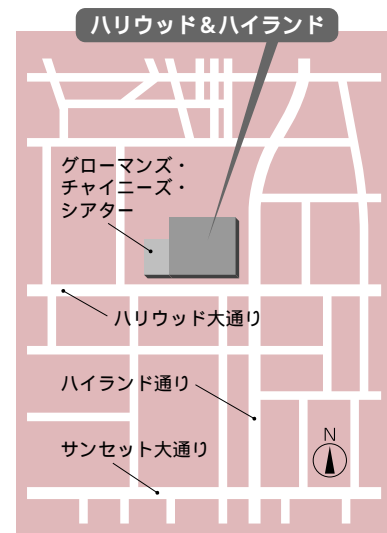 ハリウッド＆ハイランド
グローマンズ・
チャイニーズ・
シアター
ハリウッド大通り
ハイランド通り
サンセット大通り
N